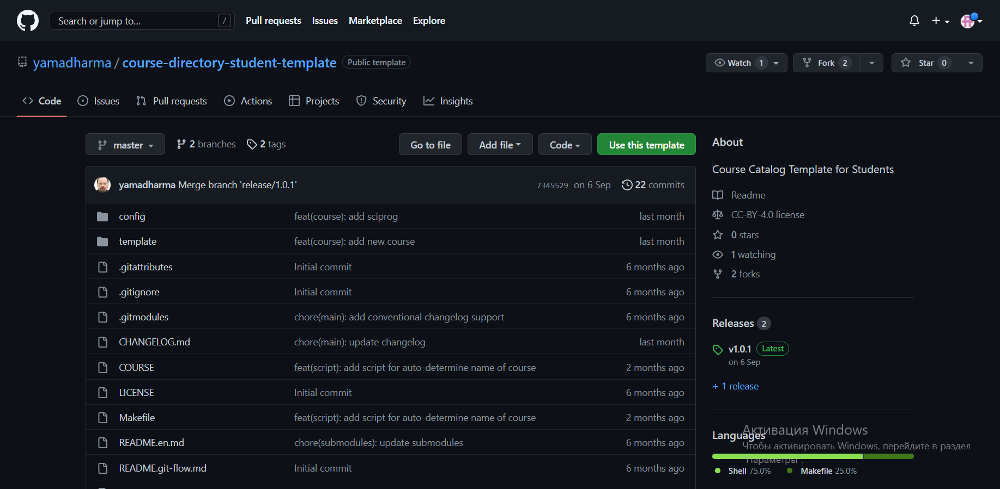 Search or jump to... /
Pull requests Issues Marketplace Explore
yamadharma / course-directory-student-template Public template
Watch 1 Fork 2 Star 0
Code Issues Pull requests Actions Projects Security Insights
master 2 branches 2 tags Go to file Add file Code Use this template
yamadharma Merge branch 'release/1.0.1' 7345529 on 6 Sep 22 commits
config feat(course): add sciprog last month
template feat(course): add new course last month
.gitattributes Initial commit 6 months ago
.gitignore Initial commit 6 months ago
.gitmodules chore(main): add conventional changelog support 6 months ago
CHANGELOG.md chore(main): update changelog last month
COURSE feat(script): add script for auto-determine name of course 2 months ago
LICENSE Initial commit 6 months ago
Makefile feat(script): add script for auto-determine name of course 2 months ago
README.en.md chore(submodules): update submodules 6 months ago
README.git-flow.md Initial commit 6 months ago
About
Course Catalog Template for Students
Readme
CC-BY-4.0 license
0 stars
1 watching
2 forks
Releases 2
v1.0.1 Latest
on 6 Sep
+ 1 release
Languages
Shell 75.0% Makefile 25.0%
Активация Windows
Чтобы активировать Windows, перейдите в раздел
"Параметры".